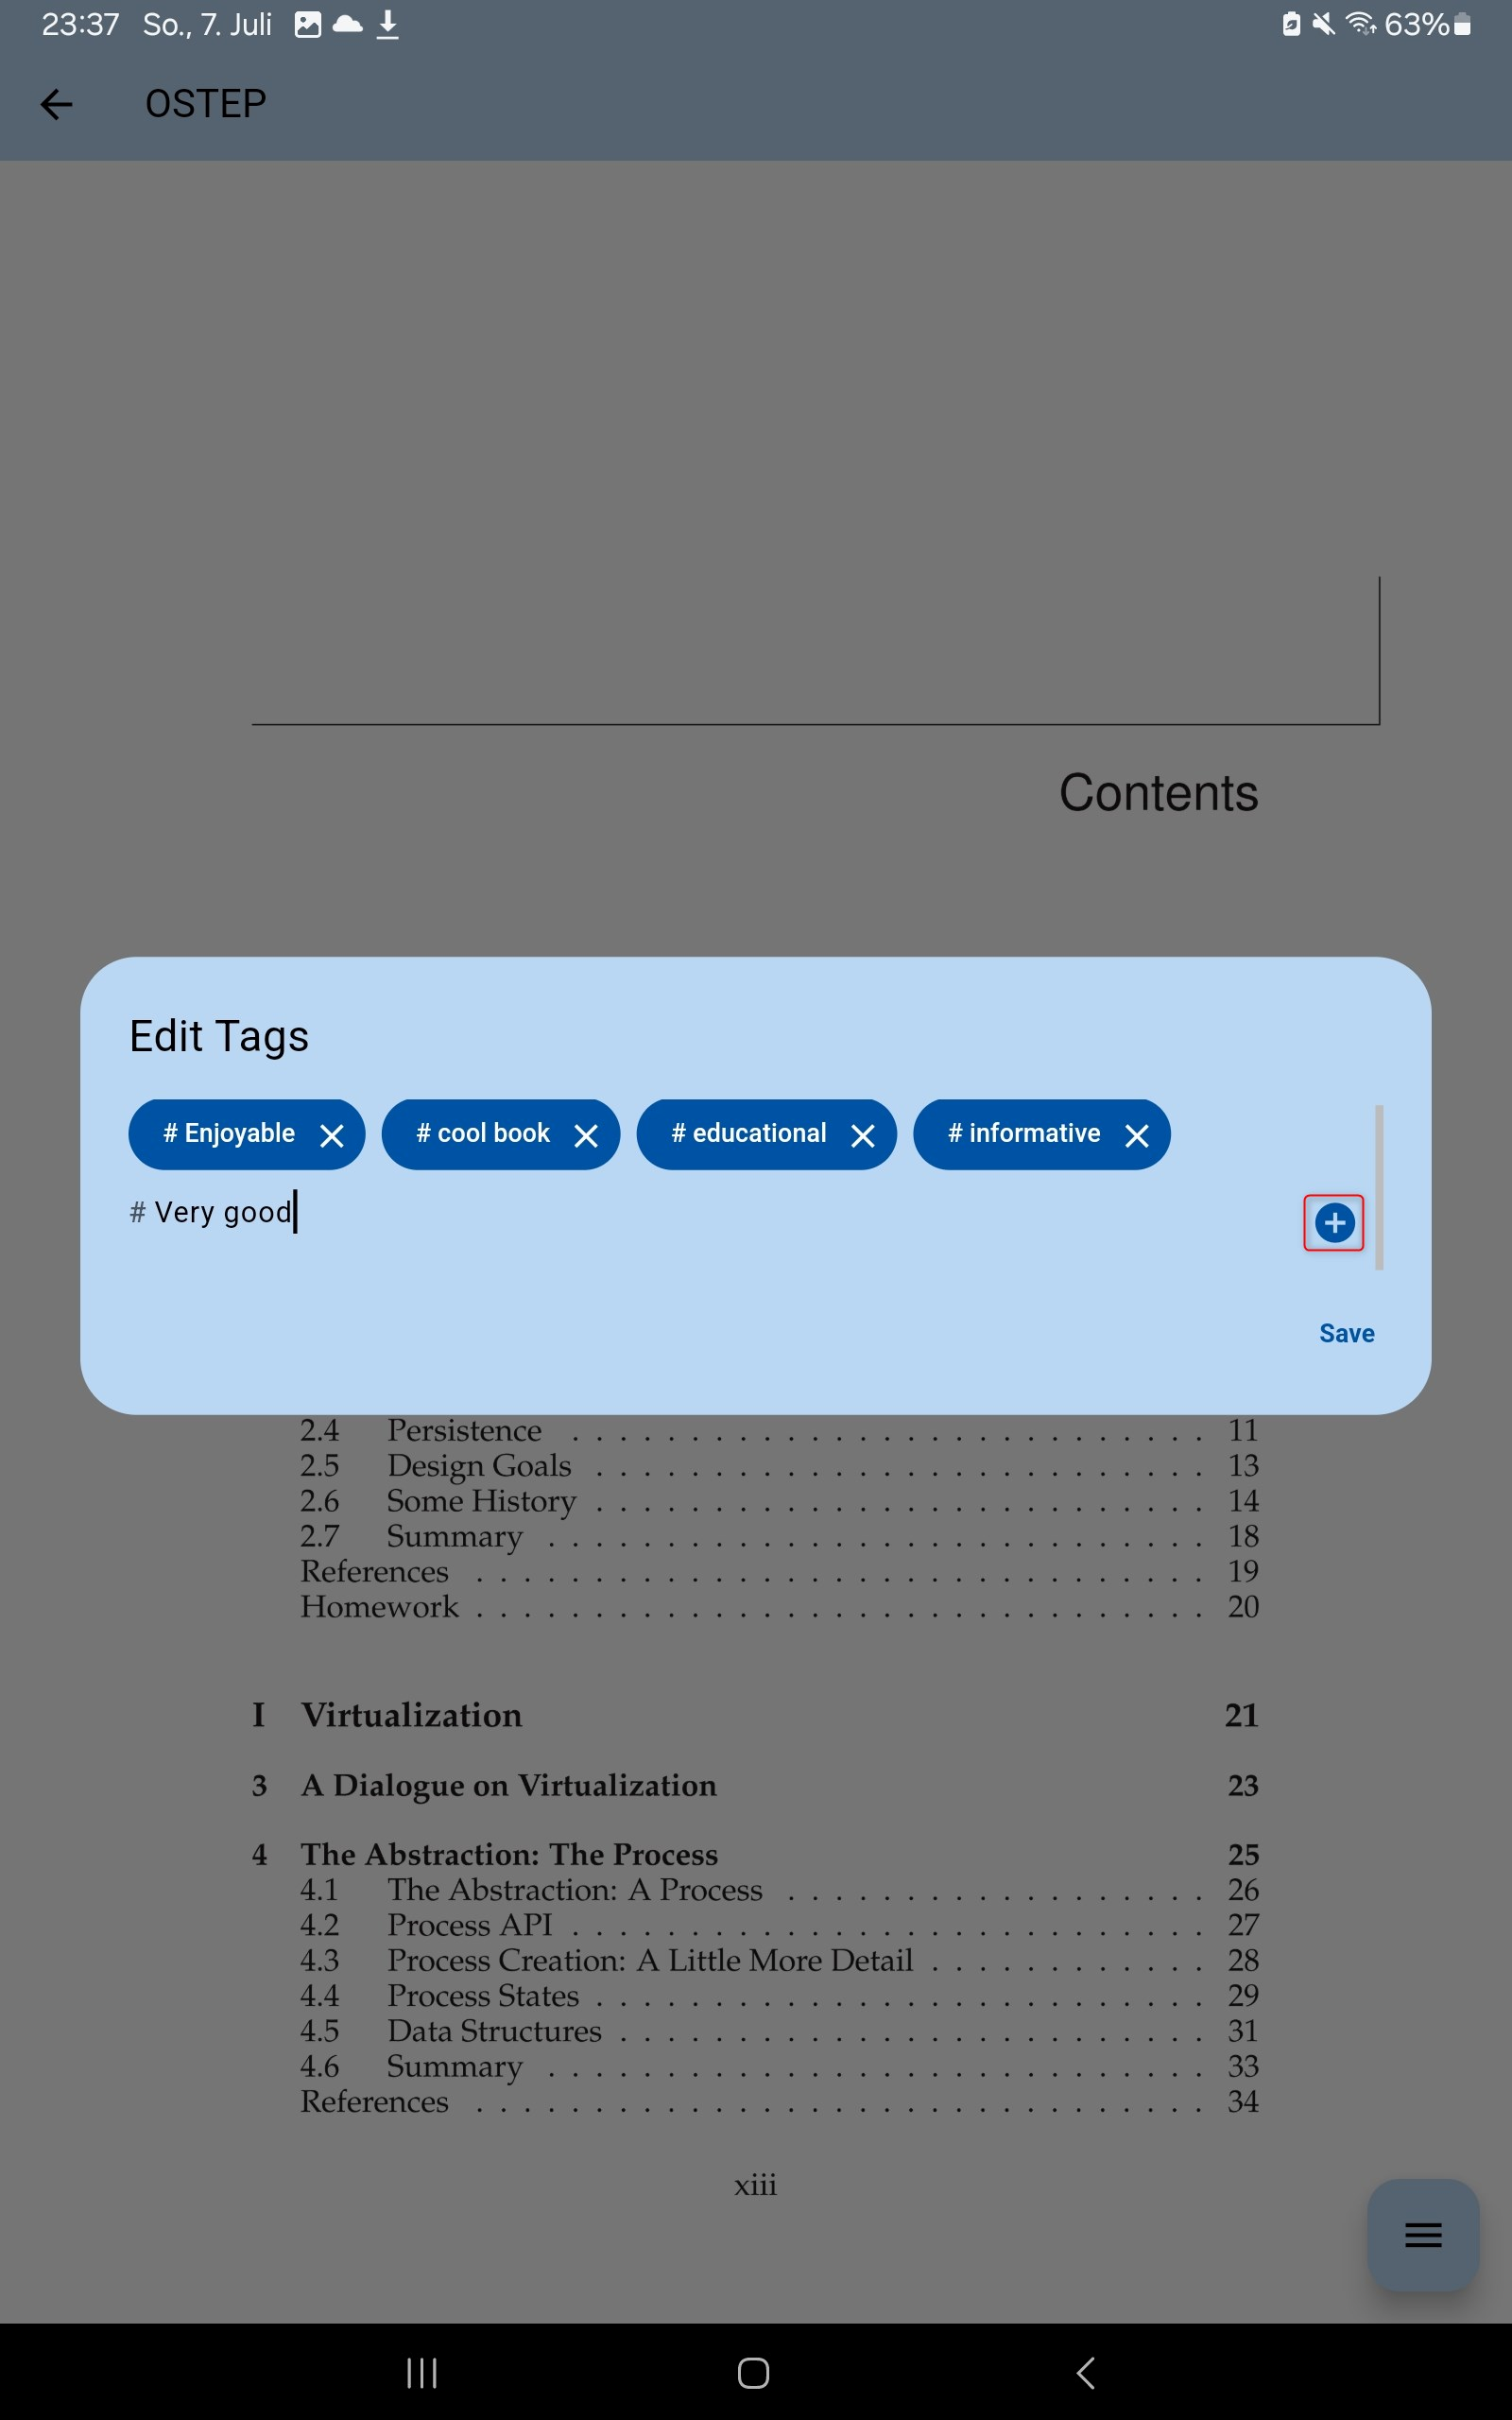 23:37 So., 7. Juli 63%
OSTEP
Contents
Edit Tags
# Enjoyable # cool book # educational # informative
# Very good
Save
2.4 Persistence . . . . . . . . . . . . . . . . . . . . . . . . . . . 11
2.5 Design Goals . . . . . . . . . . . . . . . . . . . . . . . . . . 13
2.6 Some History . . . . . . . . . . . . . . . . . . . . . . . . . . 14
2.7 Summary . . . . . . . . . . . . . . . . . . . . . . . . . . . . 18
References . . . . . . . . . . . . . . . . . . . . . . . . . . . . . . . 19
Homework . . . . . . . . . . . . . . . . . . . . . . . . . . . . . . . 20
I Virtualization 21
3 A Dialogue on Virtualization 23
4 The Abstraction: The Process 25
4.1 The Abstraction: A Process . . . . . . . . . . . . . . . . . . 26
4.2 Process API . . . . . . . . . . . . . . . . . . . . . . . . . . . 27
4.3 Process Creation: A Little More Detail . . . . . . . . . . . . 28
4.4 Process States . . . . . . . . . . . . . . . . . . . . . . . . . . 29
4.5 Data Structures . . . . . . . . . . . . . . . . . . . . . . . . . 31
4.6 Summary . . . . . . . . . . . . . . . . . . . . . . . . . . . . 33
References . . . . . . . . . . . . . . . . . . . . . . . . . . . . . . . 34
xiii